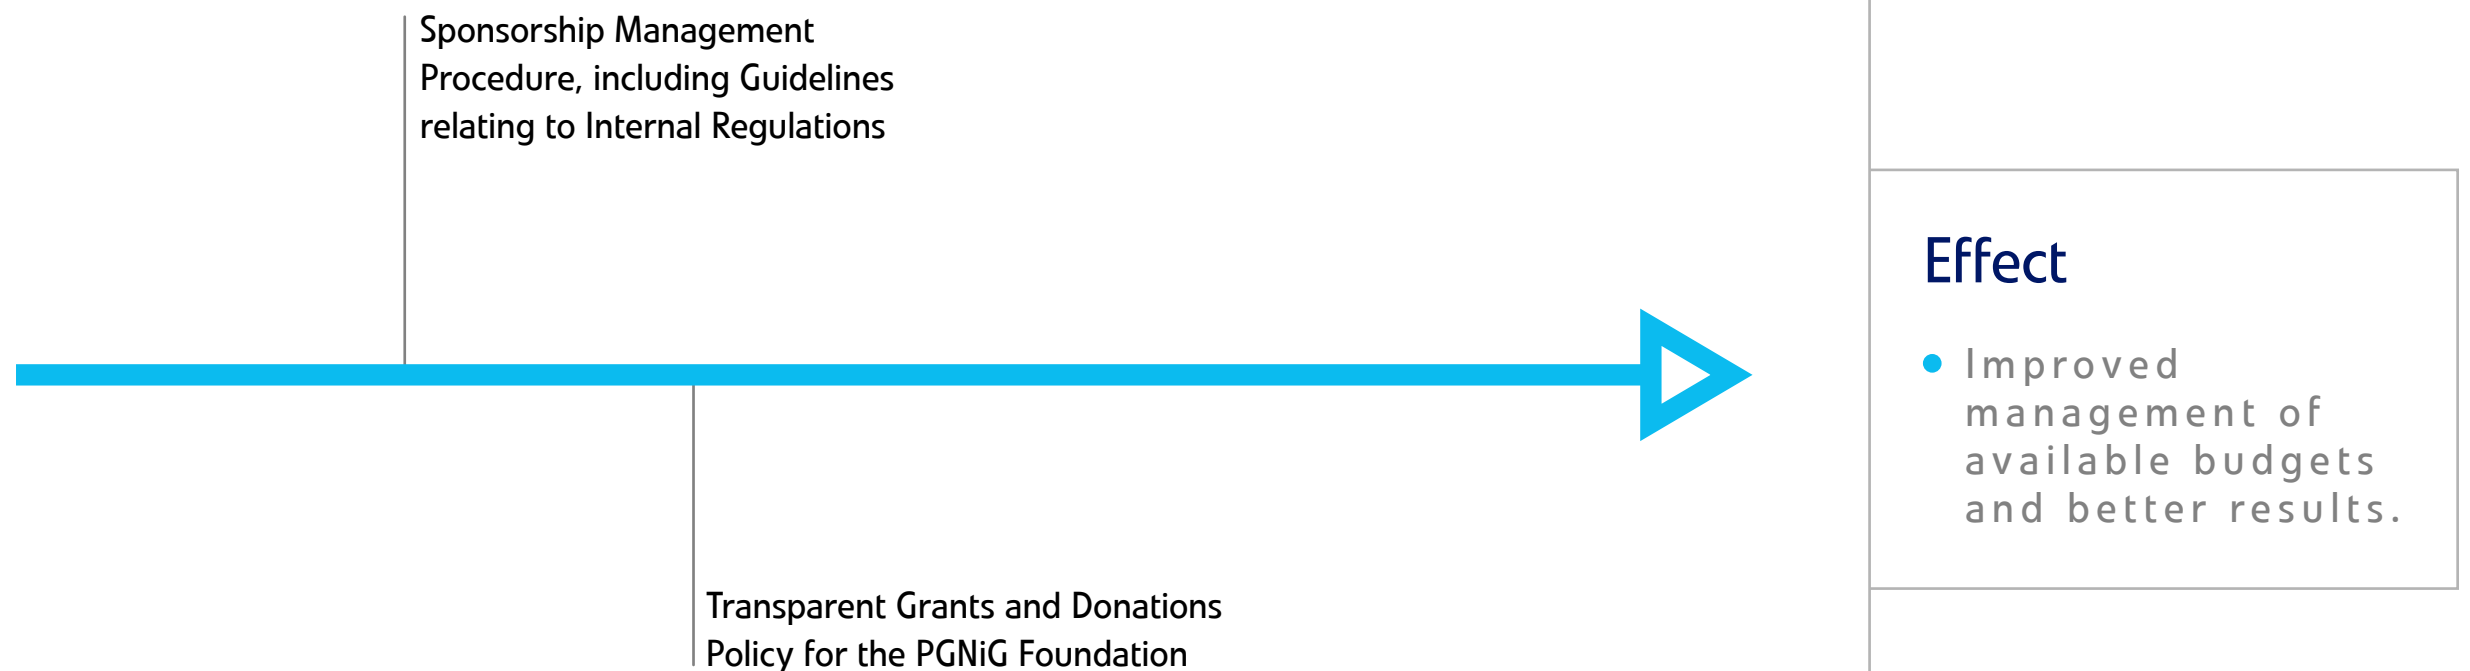 Sponsorship Management
Procedure, including Guidelines
relating to Internal Regulations
Transparent Grants and Donations
Policy for the PGNiG Foundation
Effect
Improved
management of
available budgets
and better results.